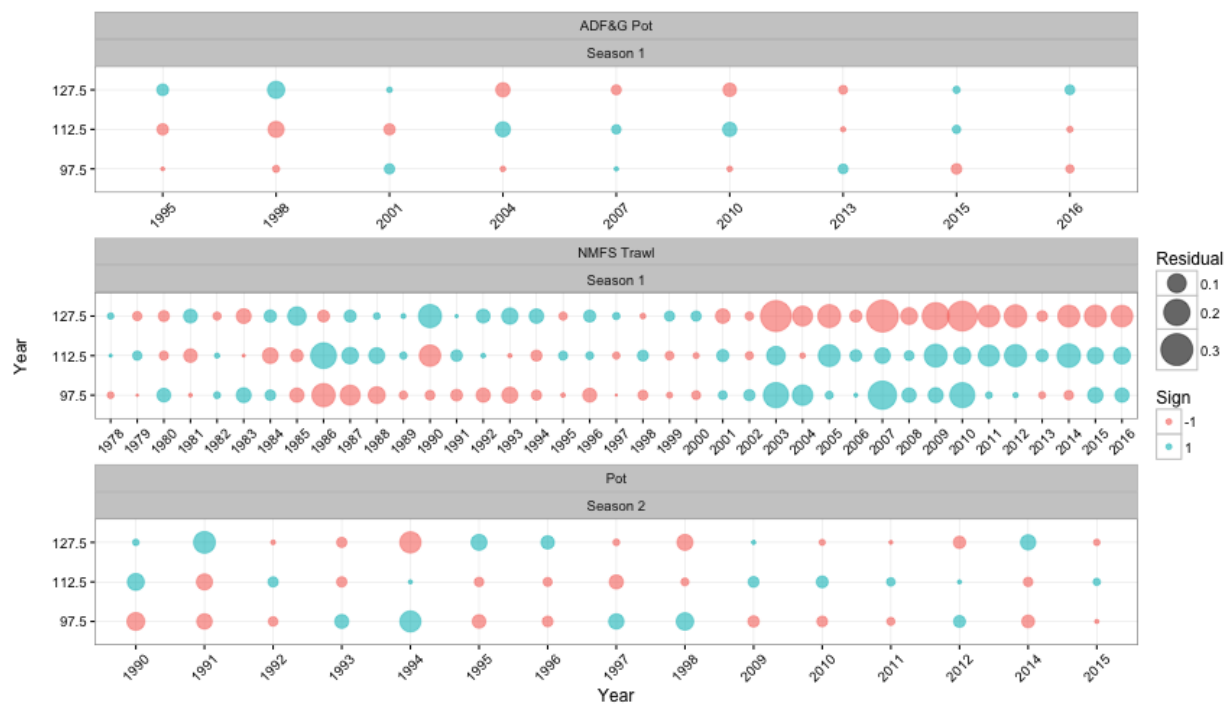 ADF&G Pot
Season 1
127.5
112.5
97.5
1995 1998 2001 2004 2007 2010 2013 2015 2016
NMFS Trawl
Season 1
127.5
112.5
97.5
1978 1979 1980 1981 1982 1983 1984 1985 1986 1987 1988 1989 1990 1991 1992 1993 1994 1995 1996 1997 1998 1999 2000 2001 2002 2003 2004 2005 2006 2007 2008 2009 2010 2011 2012 2013 2014 2015 2016
Pot
Season 2
127.5
112.5
97.5
1990 1991 1992 1993 1994 1995 1996 1997 1998 2009 2010 2011 2012 2014 2015
Year
Year
Residual
0.1
0.2
0.3
Sign
-1
1